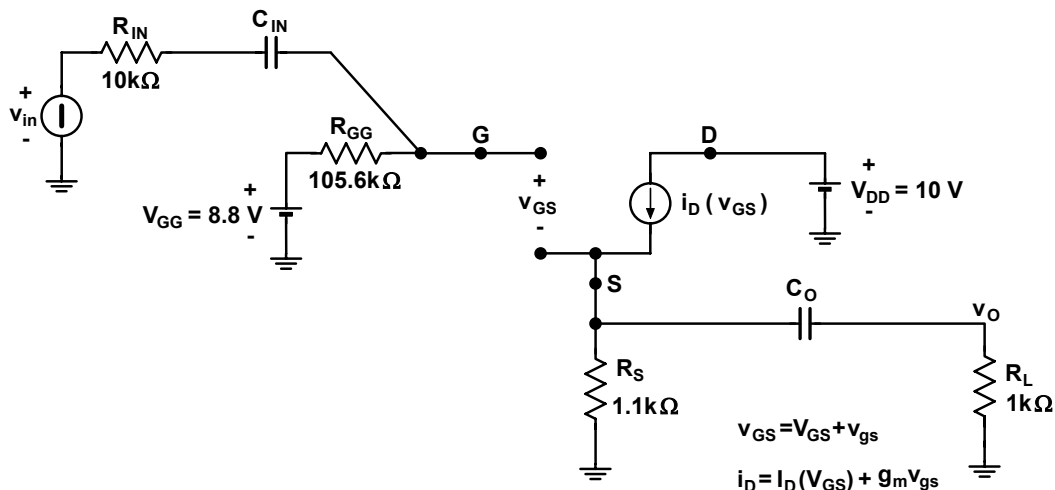 C_IN
R_IN
10kΩ
+
v_in
-
R_GG
105.6kΩ
+
V_GG = 8.8 V
-
G
+
v_GS
-
D
i_D ( v_GS )
+
V_DD = 10 V
-
S
C_O
v_O
R_S
1.1kΩ
R_L
1kΩ
v_GS =V_GS + v_gs
i_D = I_D (V_GS) + g_m v_gs